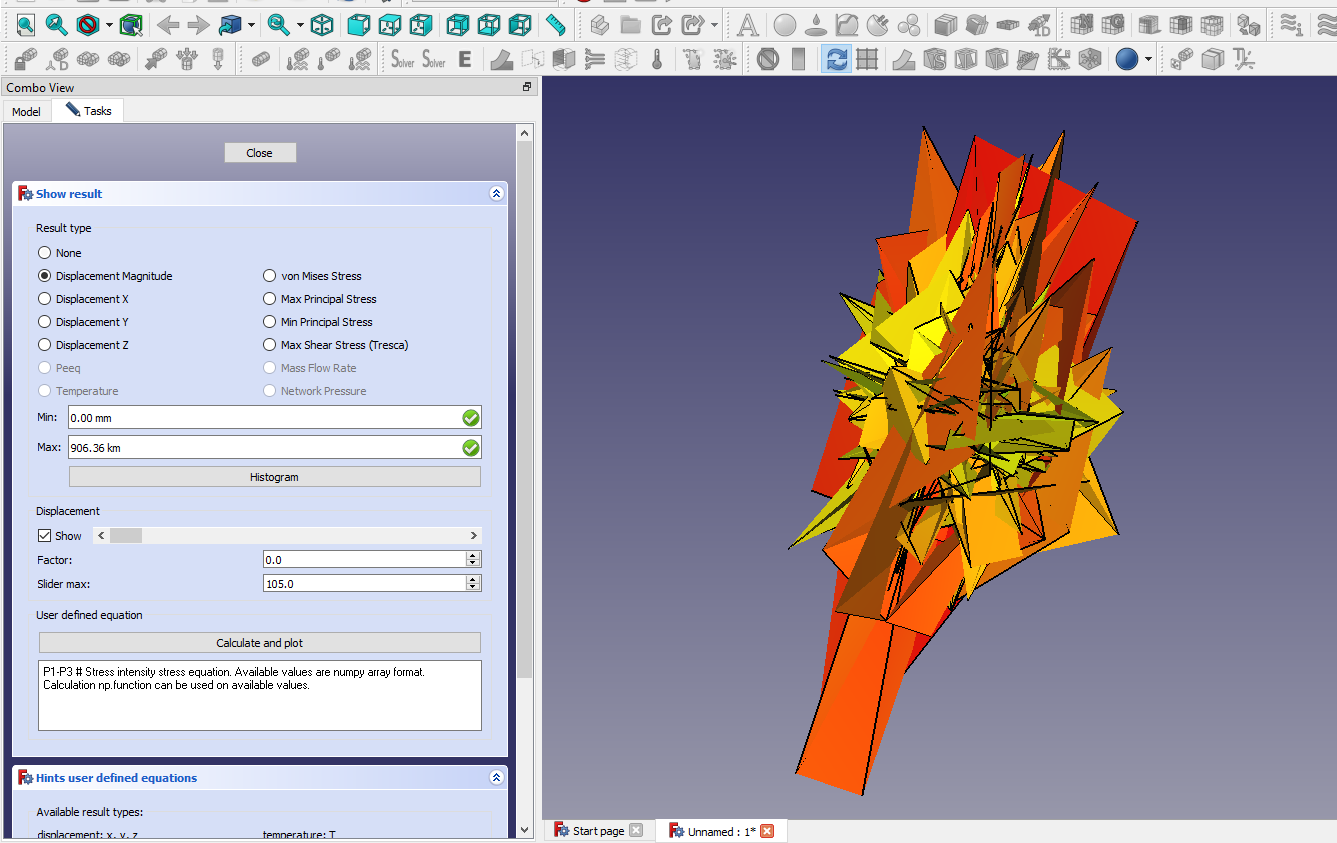 Solver Solver E
Combo View
Model Tasks
Close
Show result
Result type
None
Displacement Magnitude von Mises Stress
Displacement X Max Principal Stress
Displacement Y Min Principal Stress
Displacement Z Max Shear Stress (Tresca)
Peeq Mass Flow Rate
Temperature Network Pressure
Min: 0.00 mm
Max: 906.36 km
Histogram
Displacement
Show
Factor: 0.0
Slider max: 105.0
User defined equation
Calculate and plot
P1-P3 # Stress intensity stress equation. Available values are numpy array format.
Calculation np.function can be used on available values.
Hints user defined equations
Available result types:
displacement: x, y, z temperature: T
Start page Unnamed : 1*